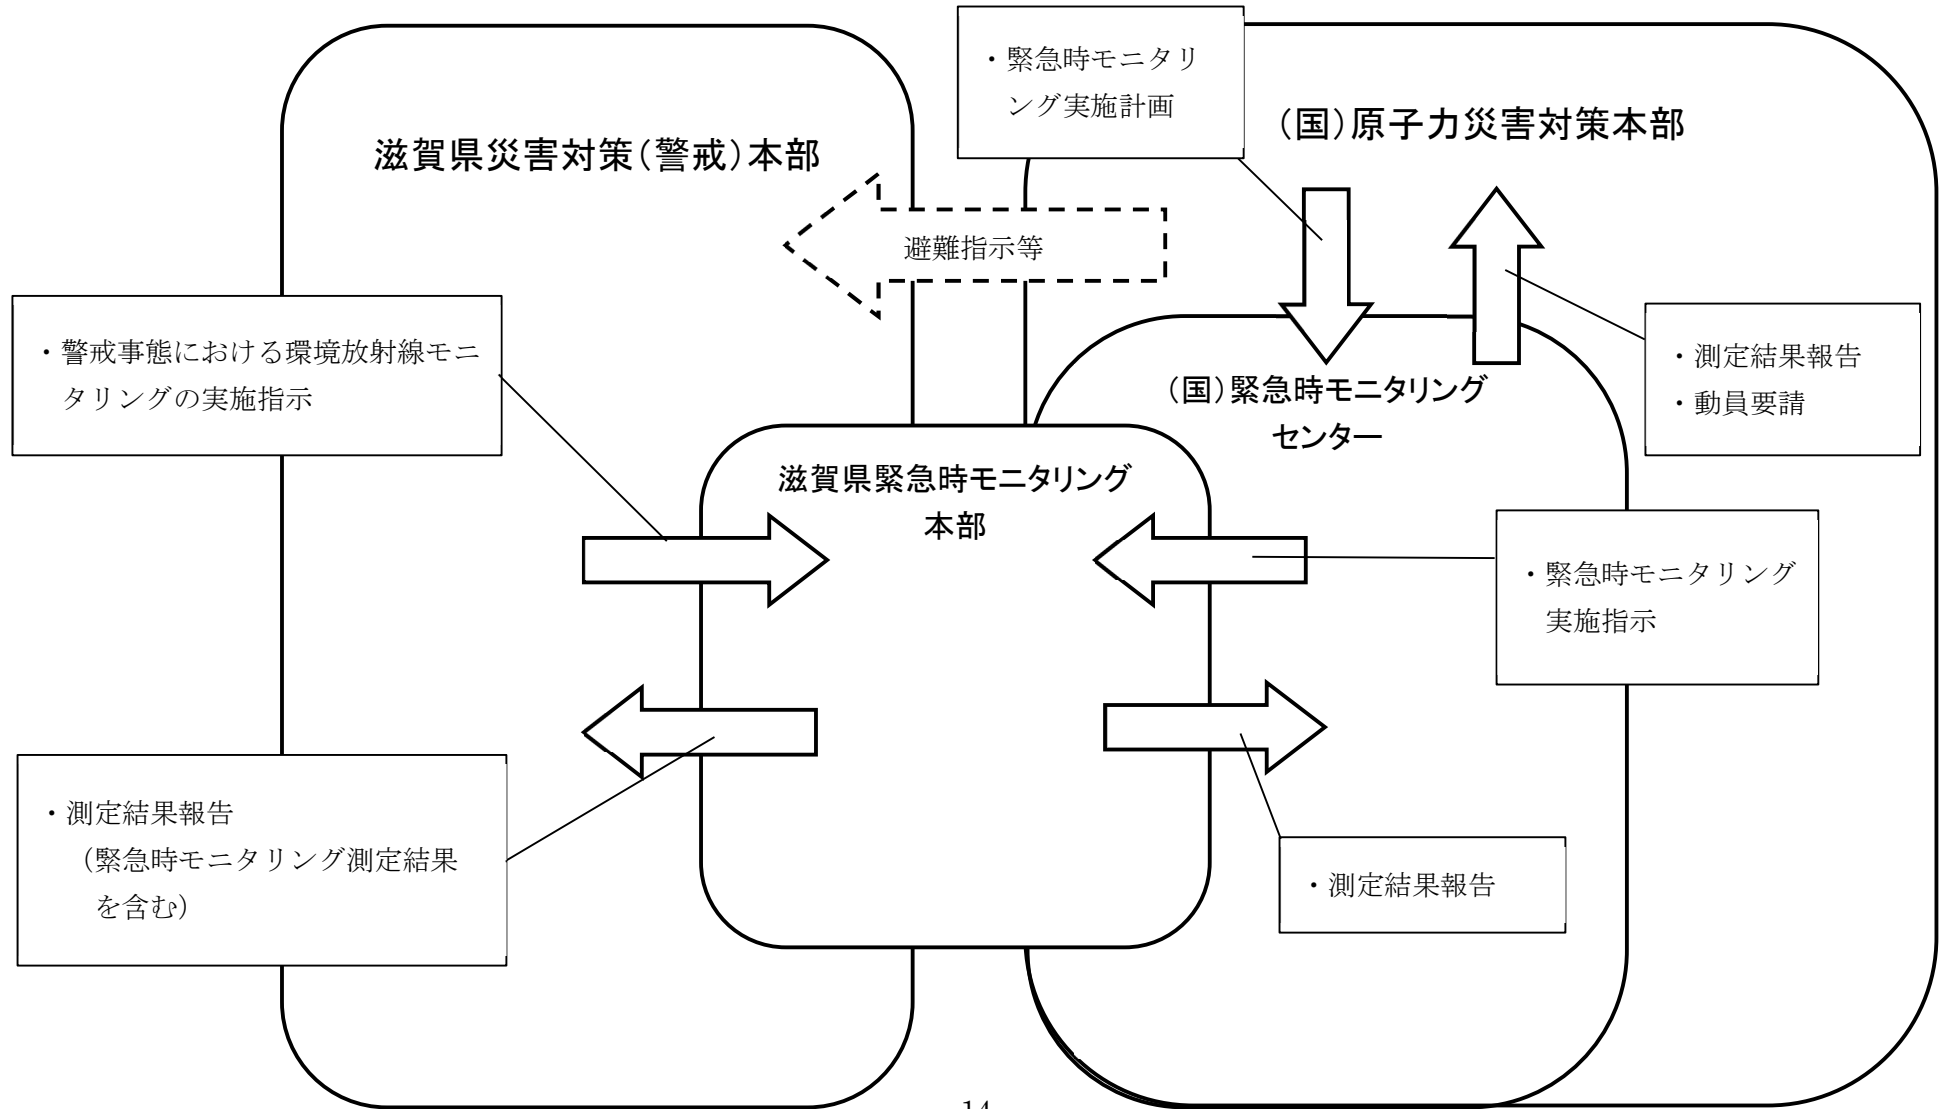 ・緊急時モニタリ
ング実施計画
(国)原子力災害対策本部
滋賀県災害対策(警戒)本部
避難指示等
・警戒事態における環境放射線モニ
タリングの実施指示
・測定結果報告
・動員要請
(国)緊急時モニタリング
センター
滋賀県緊急時モニタリング
本部
・緊急時モニタリング
実施指示
・測定結果報告
(緊急時モニタリング測定結果
を含む)
・測定結果報告
14